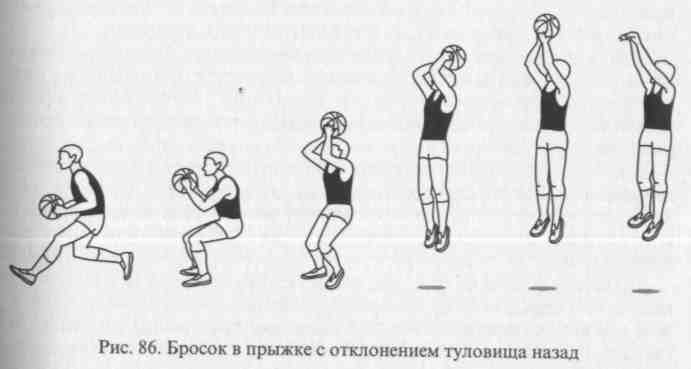 Рис. 86. Бросок в прыжке с отклонением туловища назад